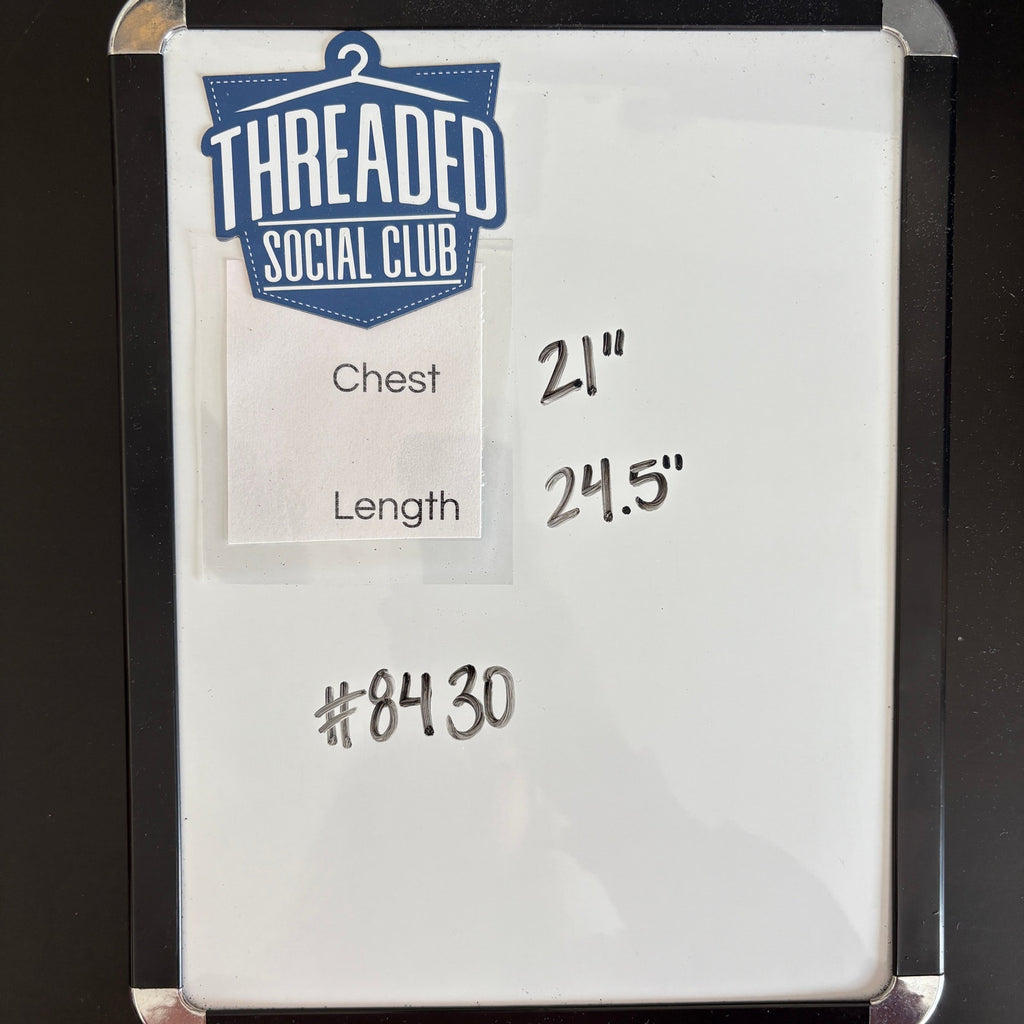 THREADED
SOCIAL CLUB
Chest 21"
Length 24.5"
#8430